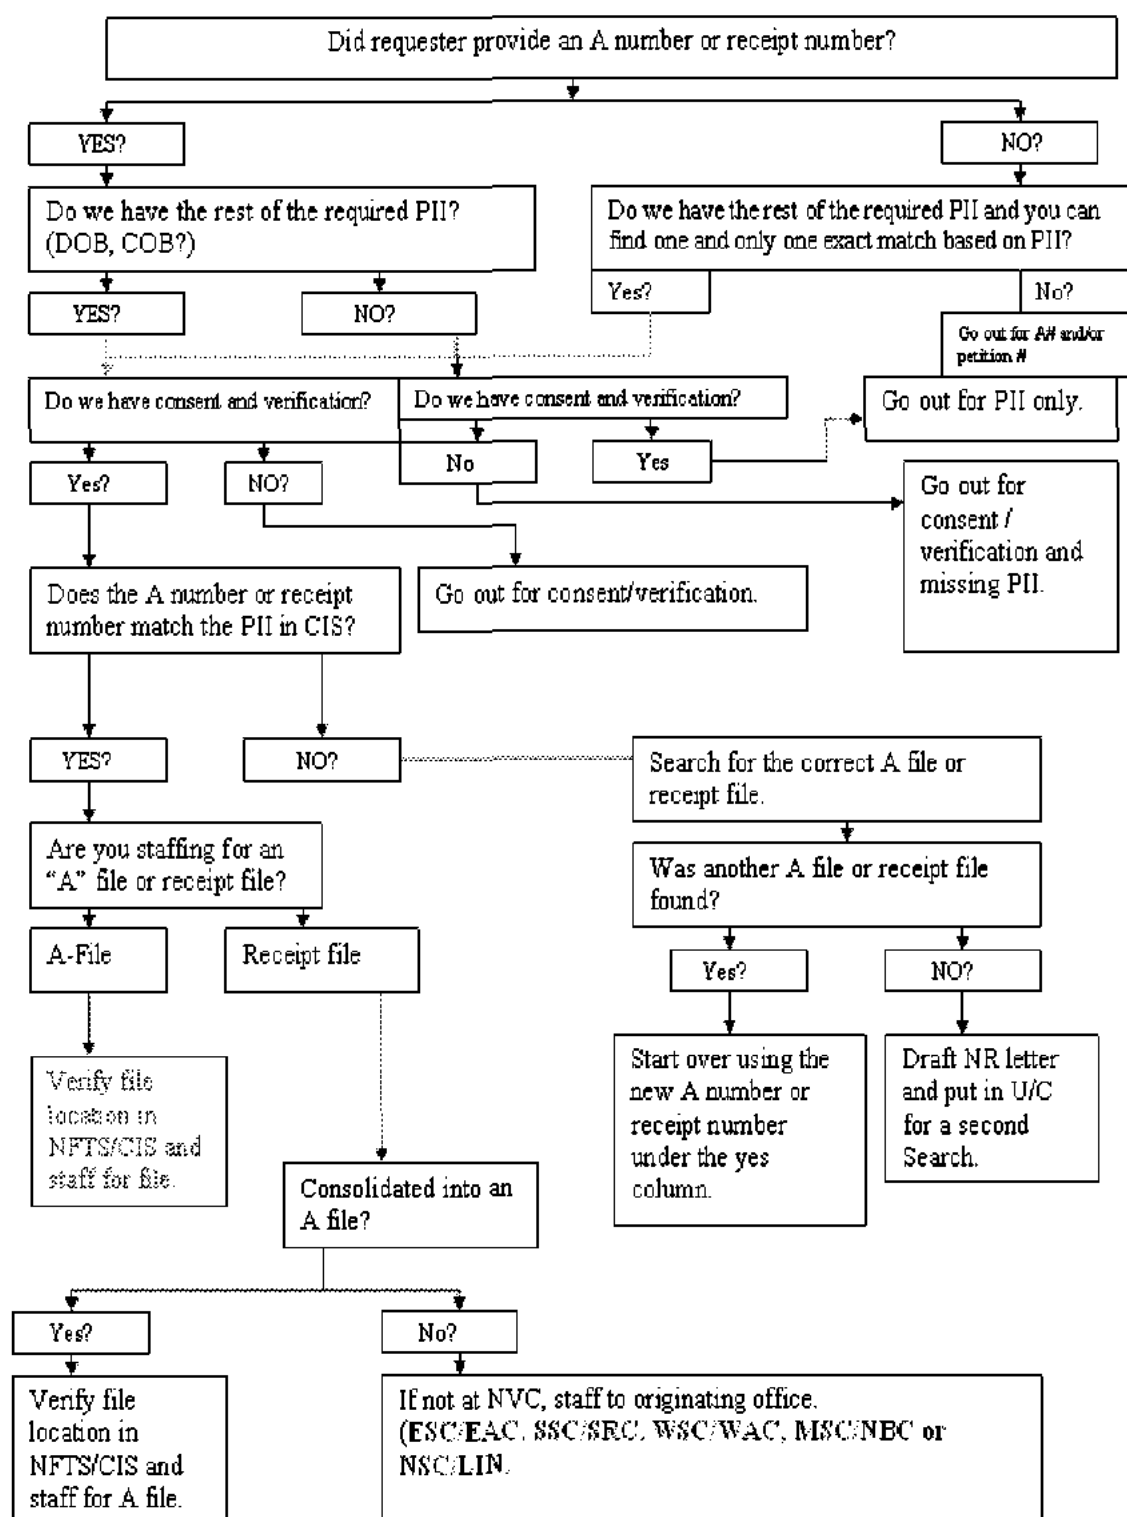 Did requester provide an A number or receipt number?
YES?
NO?
Do we have the rest of the required PII?
(DOB, COB?)
Do we have the rest of the required PII and you can
find one and only one exact match based on PII?
YES?
NO?
Yes?
No?
Go out for A# and/or
petition #
Do we have consent and verification?
Do we have consent and verification?
Go out for PII only.
Yes?
NO?
No
Yes
Go out for
consent /
verification and
missing PII.
Does the A number or receipt
number match the PII in CIS?
Go out for consent/verification.
YES?
NO?
Search for the correct A file or
receipt file.
Are you staffing for an
“A” file or receipt file?
Was another A file or receipt file
found?
A-File
Receipt file
Yes?
NO?
Verify file
location in
NFTS/CIS and
staff for file.
Start over using the
new A number or
receipt number
under the yes
column.
Draft NR letter
and put in U/C
for a second
Search.
Consolidated into an
A file?
Yes?
No?
Verify file
location in
NFTS/CIS and
staff for A file.
If not at NVC, staff to originating office.
(ESC/EAC, SSC/SRC, WSC/WAC, MSC/NBC or
NSC/LIN.